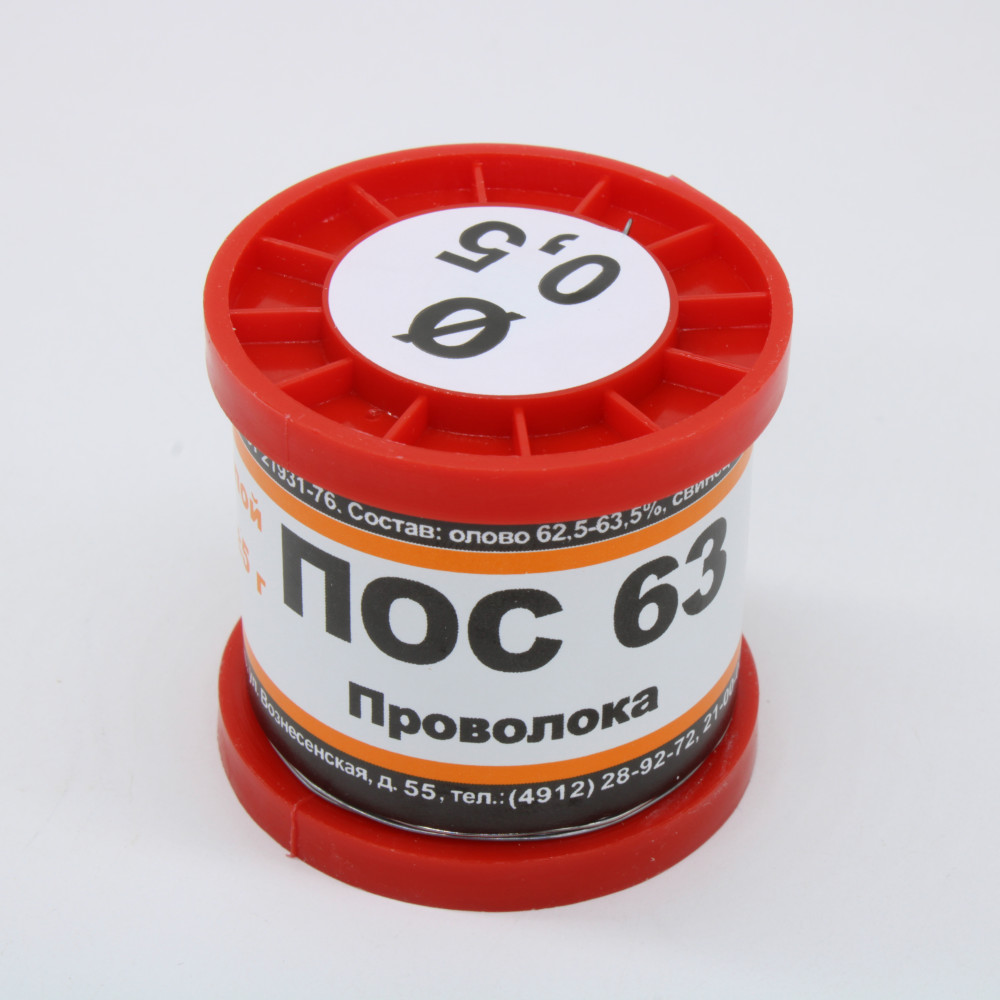 Ø
0,5
21931-76. Состав: олово 62,5-63,5%,
ПОС 63
Проволока
Вознесенская, д. 55, тел.: (4912) 28-92-72,
г